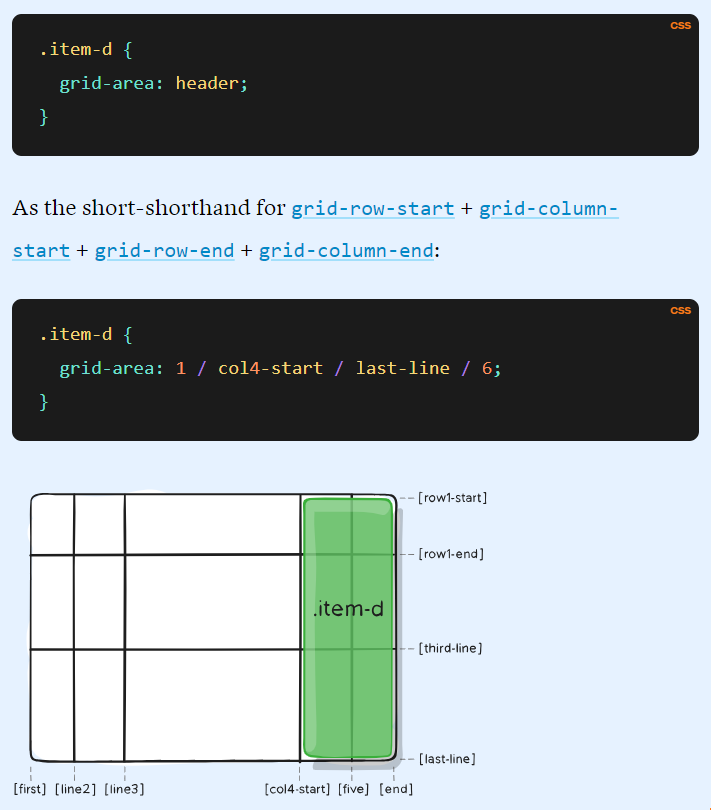 CSS
.item-d {
grid-area: header;
}
As the short-shorthand for grid-row-start + grid-column-
start + grid-row-end + grid-column-end:
CSS
.item-d {
grid-area: 1 / col4-start / last-line / 6;
}
[row1-start]
[row1-end]
.item-d
[third-line]
[last-line]
[first] [line2] [line3] [col4-start] [five] [end]